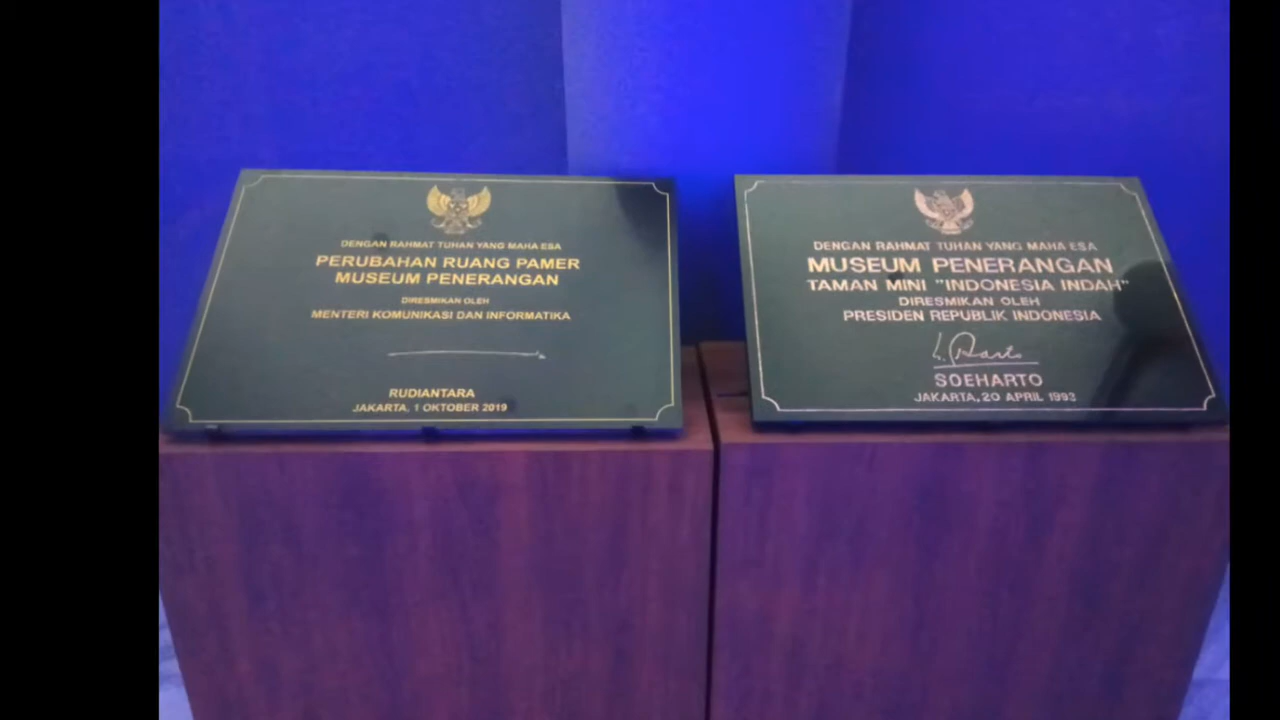 DENGAN RAHMAT TUHAN YANG MAHA ESA
PERUBAHAN RUANG PAMER
MUSEUM PENERANGAN
DIRESMIKAN OLEH
MENTERI KOMUNIKASI DAN INFORMATIKA
RUDIANTARA
JAKARTA, 1 OKTOBER 2019
DENGAN RAHMAT TUHAN YANG MAHA ESA
MUSEUM PENERANGAN
TAMAN MINI "INDONESIA INDAH"
DIRESMIKAN OLEH
PRESIDEN REPUBLIK INDONESIA
SOEHARTO
JAKARTA, 20 APRIL 1993